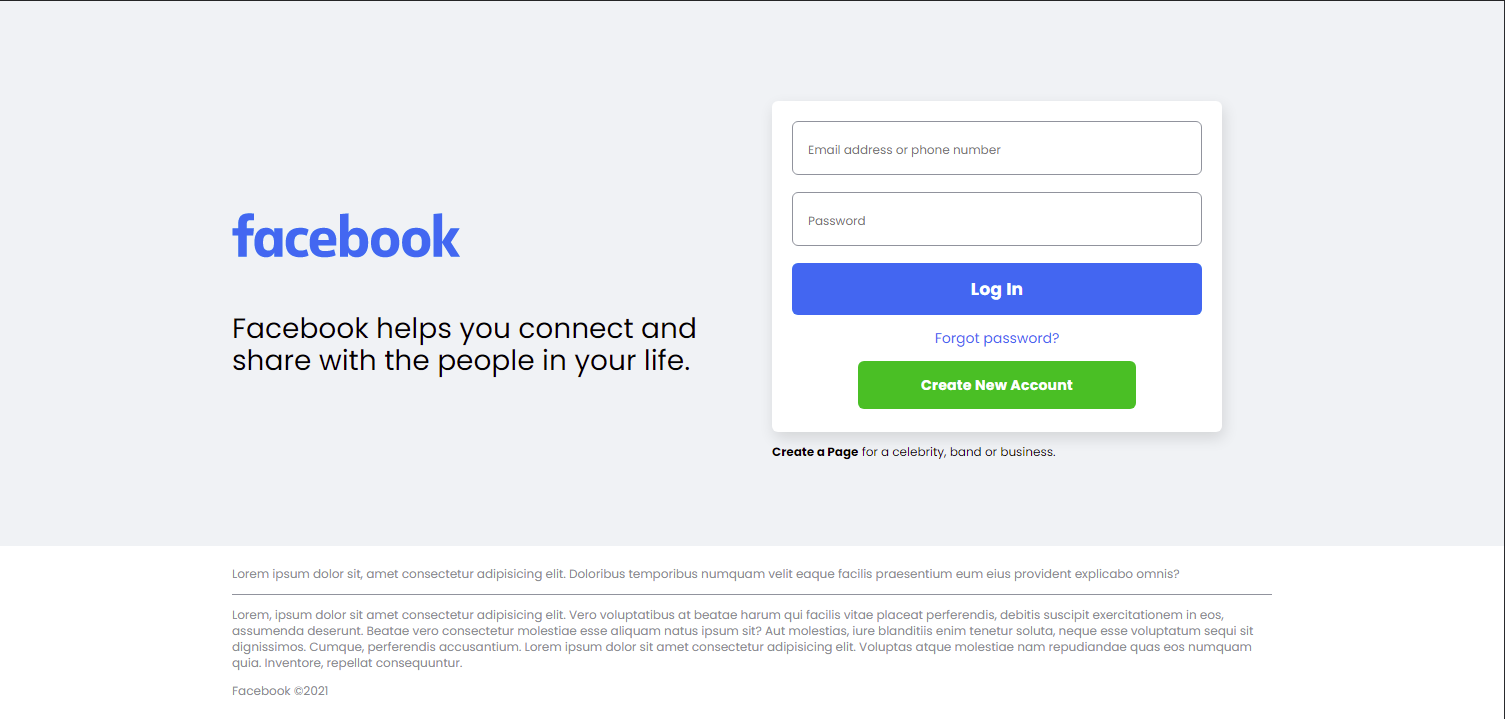 facebook
Facebook helps you connect and
share with the people in your life.
Email address or phone number
Password
Log In
Forgot password?
Create New Account
Create a Page for a celebrity, band or business.
Lorem ipsum dolor sit, amet consectetur adipisicing elit. Doloribus temporibus numquam velit eaque facilis praesentium eum eius provident explicabo omnis?
Lorem, ipsum dolor sit amet consectetur adipisicing elit. Vero voluptatibus at beatae harum qui facilis vitae placeat perferendis, debitis suscipit exercitationem in eos,
assumenda deserunt. Beatae vero consectetur molestiae esse aliquam natus ipsum sit? Aut molestias, iure blanditiis enim tenetur soluta, neque esse voluptatum sequi sit
dignissimos. Cumque, perferendis accusantium. Lorem ipsum dolor sit amet consectetur adipisicing elit. Voluptas atque molestiae nam repudiandae quas eos numquam
quia. Inventore, repellat consequuntur.
Facebook ©2021